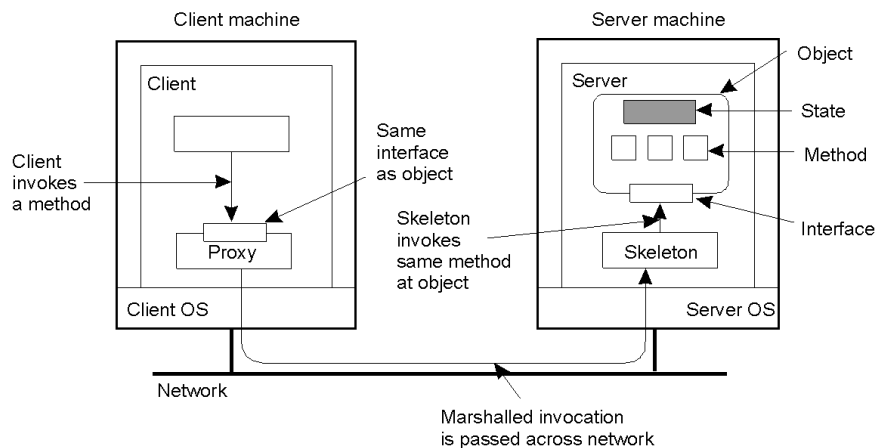 Client machine
Server machine
Object
Client
Server
State
Same
interface
as object
Client
invokes
a method
Method
Skeleton
invokes
same method
at object
Interface
Proxy
Skeleton
Client OS
Server OS
Network
Marshalled invocation
is passed across network